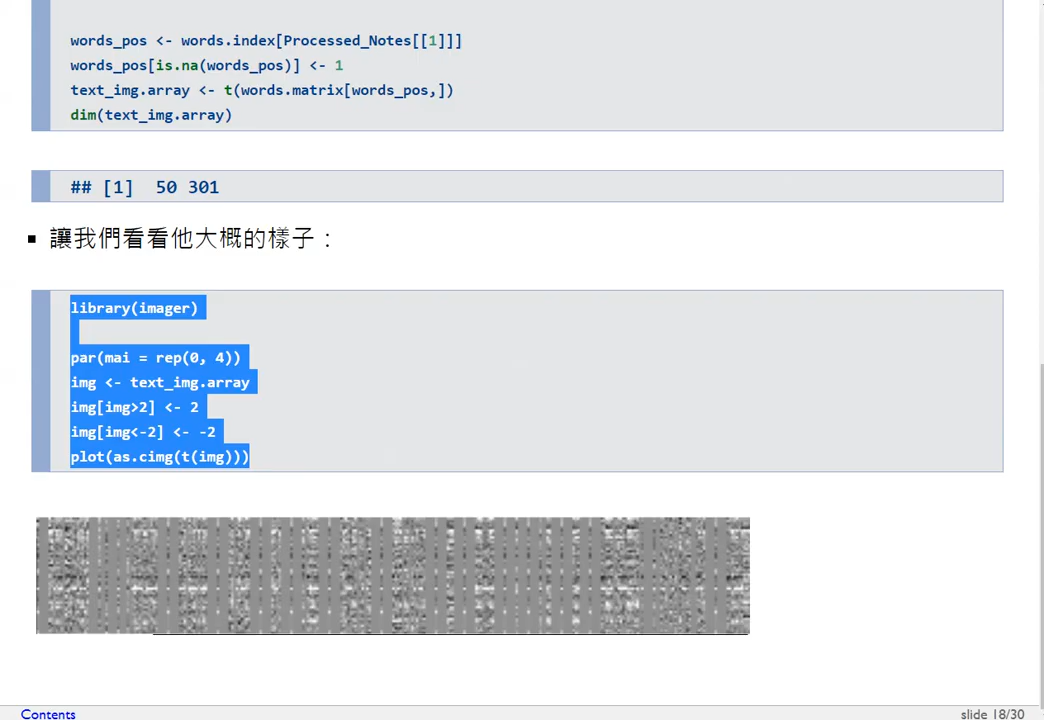 words_pos <- words.index[Processed_Notes[[1]]]
words_pos[is.na(words_pos)] <- 1
text_img.array <- t(words.matrix[words_pos,])
dim(text_img.array)
## [1]  50 301
▪ 讓我們看看他大概的樣子：
library(imager)
par(mai = rep(0, 4))
img <- text_img.array
img[img>2] <- 2
img[img<-2] <- -2
plot(as.cimg(t(img)))
Contents
slide 18/30